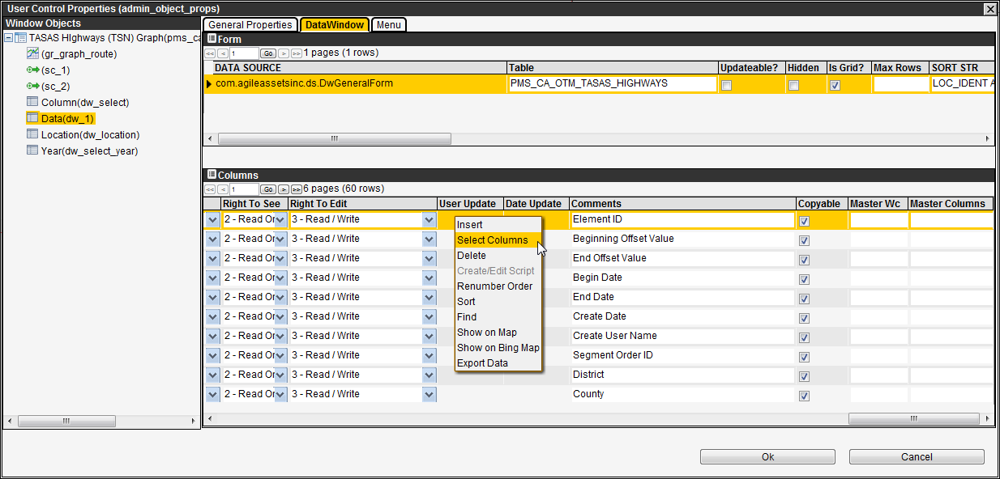 User Control Properties (admin_object_props)
Window Objects
TASAS HIghways (TSN) Graph(pms_ca
(gr_graph_route)
(sc_1)
(sc_2)
Column(dw_select)
Data(dw_1)
Location(dw_location)
Year(dw_select_year)
General Properties DataWindow Menu
Form
<< < 1 Go > >> 1 pages (1 rows)
DATA SOURCE Table Updateable? Hidden Is Grid? Max Rows SORT STR
com.agileassetsinc.ds.DwGeneralForm PMS_CA_OTM_TASAS_HIGHWAYS LOC_IDENT A
Columns
<< < 1 Go > >> 6 pages (60 rows)
Right To See Right To Edit User Update Date Update Comments Copyable Master Wc Master Columns
2 - Read Or 3 - Read / Write Element ID
2 - Read Or 3 - Read / Write Beginning Offset Value
2 - Read Or 3 - Read / Write End Offset Value
2 - Read Or 3 - Read / Write Begin Date
2 - Read Or 3 - Read / Write End Date
2 - Read Or 3 - Read / Write Create Date
2 - Read Or 3 - Read / Write Create User Name
2 - Read Or 3 - Read / Write Segment Order ID
2 - Read Or 3 - Read / Write District
2 - Read Or 3 - Read / Write County
Insert
Select Columns
Delete
Create/Edit Script
Renumber Order
Sort
Find
Show on Map
Show on Bing Map
Export Data
Ok Cancel